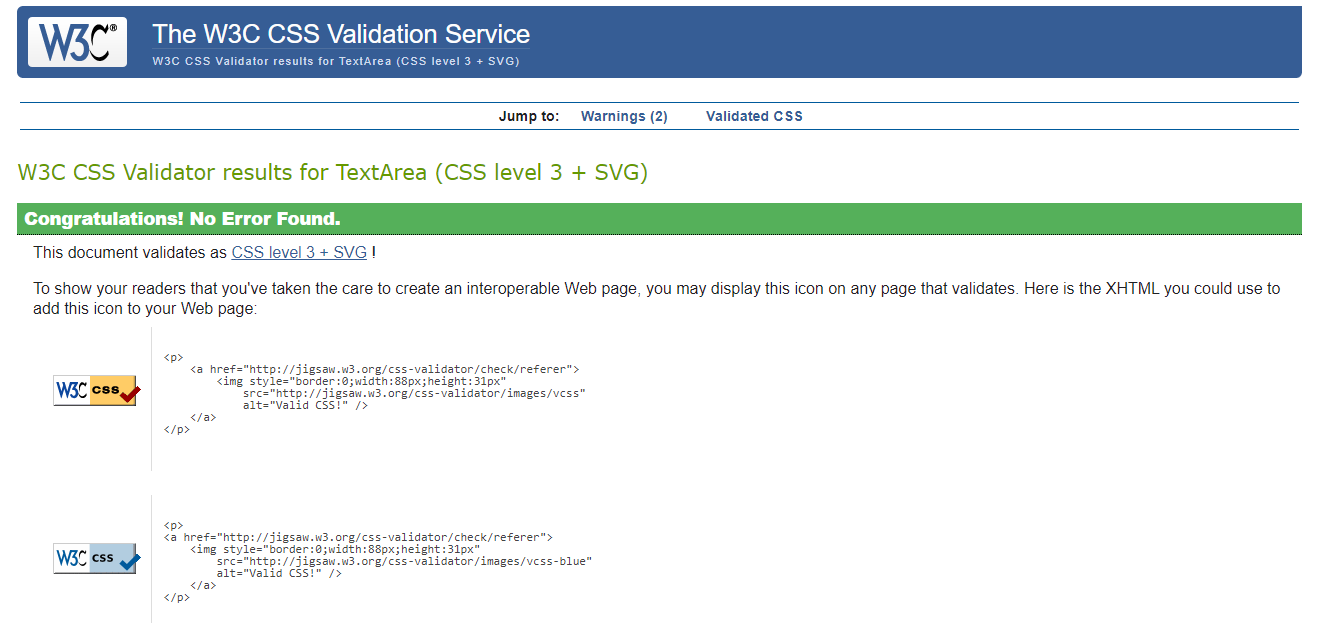 W3C®
The W3C CSS Validation Service
W3C CSS Validator results for TextArea (CSS level 3 + SVG)
Jump to: Warnings (2) Validated CSS
W3C CSS Validator results for TextArea (CSS level 3 + SVG)
Congratulations! No Error Found.
This document validates as CSS level 3 + SVG !
To show your readers that you've taken the care to create an interoperable Web page, you may display this icon on any page that validates. Here is the XHTML you could use to
add this icon to your Web page:
W3C css
<p>
<a href="http://jigsaw.w3.org/css-validator/check/referer">
<img style="border:0;width:88px;height:31px"
src="http://jigsaw.w3.org/css-validator/images/vcss"
alt="Valid CSS!" />
</a>
</p>
W3C css
<p>
<a href="http://jigsaw.w3.org/css-validator/check/referer">
<img style="border:0;width:88px;height:31px"
src="http://jigsaw.w3.org/css-validator/images/vcss-blue"
alt="Valid CSS!" />
</a>
</p>